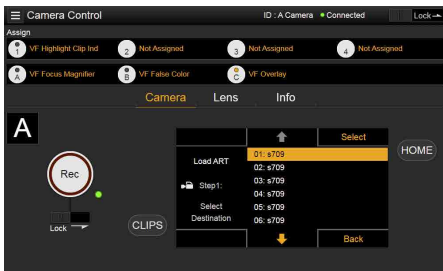 Camera Control
ID : A Camera
Connected
Lock
Assign
1 VF Highlight Clip Ind
2 Not Assigned
3 Not Assigned
4 Not Assigned
A VF Focus Magnifier
B VF False Color
C VF Overlay
Camera Lens Info
A
Rec
Lock
CLIPS
Load ART
Step1:
Select
Destination
Select
01: s709
02: s709
03: s709
04: s709
05: s709
06: s709
Back
HOME